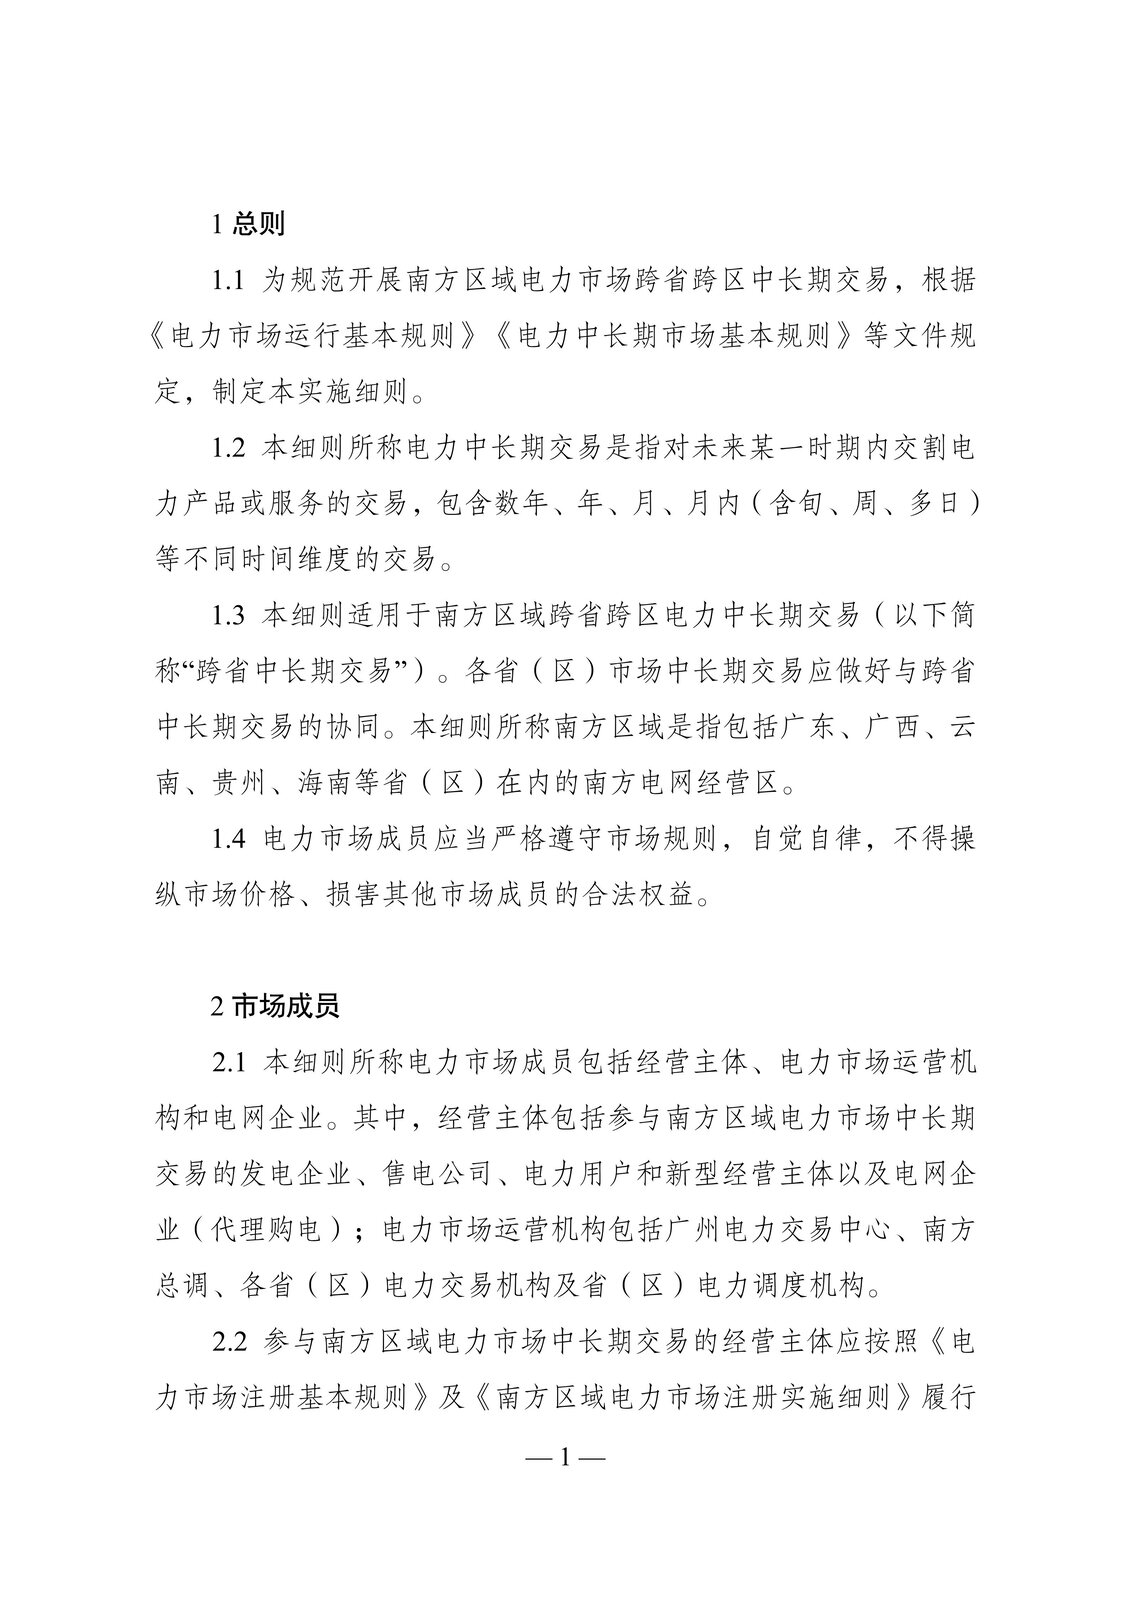 1 总则
1.1 为规范开展南方区域电力市场跨省跨区中长期交易，根据
《电力市场运行基本规则》《电力中长期市场基本规则》等文件规
定，制定本实施细则。
1.2 本细则所称电力中长期交易是指对未来某一时期内交割电
力产品或服务的交易，包含数年、年、月、月内（含旬、周、多日）
等不同时间维度的交易。
1.3 本细则适用于南方区域跨省跨区电力中长期交易（以下简
称“跨省中长期交易”）。各省（区）市场中长期交易应做好与跨省
中长期交易的协同。本细则所称南方区域是指包括广东、广西、云
南、贵州、海南等省（区）在内的南方电网经营区。
1.4 电力市场成员应当严格遵守市场规则，自觉自律，不得操
纵市场价格、损害其他市场成员的合法权益。
2 市场成员
2.1 本细则所称电力市场成员包括经营主体、电力市场运营机
构和电网企业。其中，经营主体包括参与南方区域电力市场中长期
交易的发电企业、售电公司、电力用户和新型经营主体以及电网企
业（代理购电）；电力市场运营机构包括广州电力交易中心、南方
总调、各省（区）电力交易机构及省（区）电力调度机构。
2.2 参与南方区域电力市场中长期交易的经营主体应按照《电
力市场注册基本规则》及《南方区域电力市场注册实施细则》履行
— 1 —